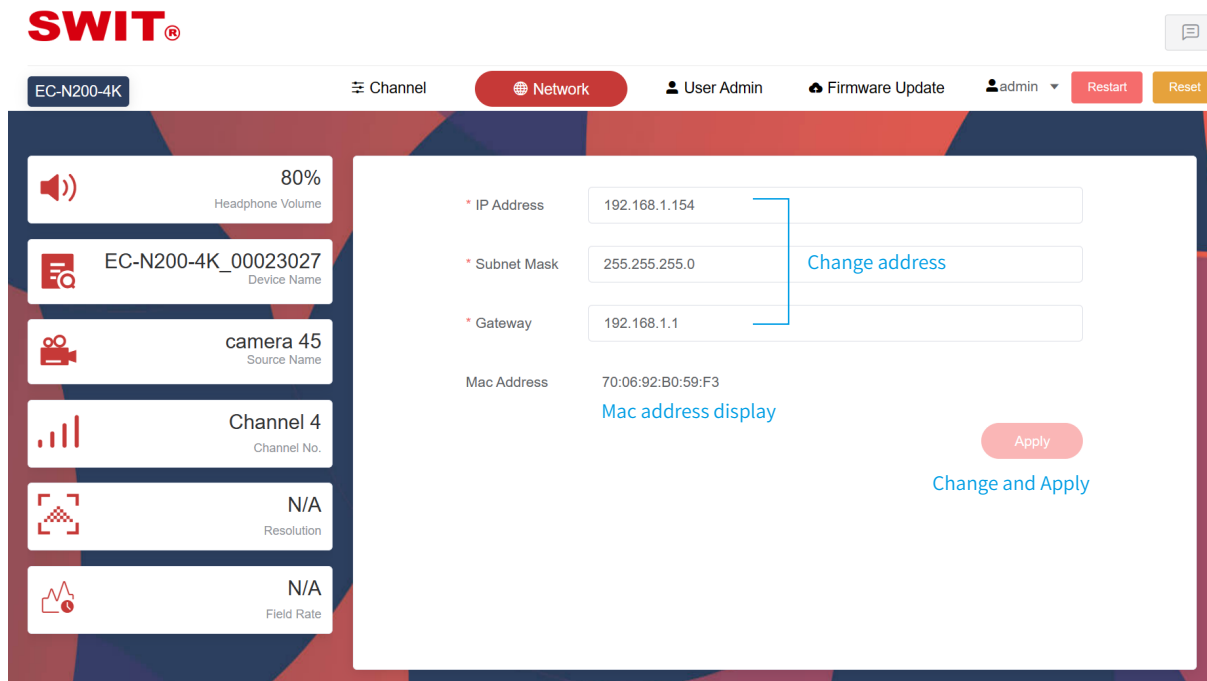 SWIT®
EC-N200-4K
Channel
Network
User Admin
Firmware Update
admin
Restart
Reset
80%
Headphone Volume
EC-N200-4K_00023027
Device Name
camera 45
Source Name
Channel 4
Channel No.
N/A
Resolution
N/A
Field Rate
* IP Address 192.168.1.154
* Subnet Mask 255.255.255.0
Change address
* Gateway 192.168.1.1
Mac Address 70:06:92:B0:59:F3
Mac address display
Apply
Change and Apply